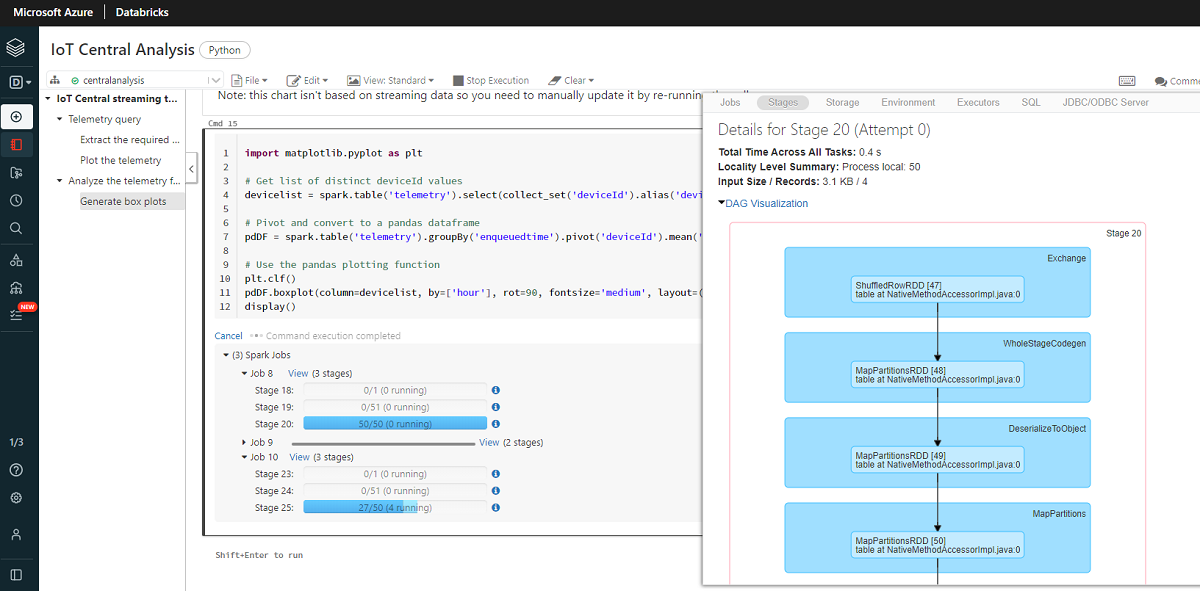 Microsoft Azure
Databricks
IoT Central Analysis
Python
D
centralanalysis
File
Edit
View: Standard
Stop Execution
Clear
Comme
IoT Central streaming t...
Telemetry query
Extract the required ...
Plot the telemetry
Analyze the telemetry f...
Generate box plots
NEW
1/3
Note: this chart isn't based on streaming data so you need to manually update it by re-running
Cmd 15
1 import matplotlib.pyplot as plt
2
3 # Get list of distinct deviceId values
4 devicelist = spark.table('telemetry').select(collect_set('deviceId').alias('devi
5
6 # Pivot and convert to a pandas dataframe
7 pdDF = spark.table('telemetry').groupBy('enqueuedtime').pivot('deviceId').mean('
8
9 # Use the pandas plotting function
10 plt.clf()
11 pdDF.boxplot(column=devicelist, by=['hour'], rot=90, fontsize='medium', layout=(
12 display()
Cancel Command execution completed
(3) Spark Jobs
Job 8 View (3 stages)
Stage 18: 0/1 (0 running)
Stage 19: 0/51 (0 running)
Stage 20: 50/50 (0 running)
Job 9 View (2 stages)
Job 10 View (3 stages)
Stage 23: 0/1 (0 running)
Stage 24: 0/51 (0 running)
Stage 25: 27/50 (4 running)
Shift+Enter to run
Jobs Stages Storage Environment Executors SQL JDBC/ODBC Server
Details for Stage 20 (Attempt 0)
Total Time Across All Tasks: 0.4 s
Locality Level Summary: Process local: 50
Input Size / Records: 3.1 KB / 4
DAG Visualization
Stage 20
Exchange
ShuffledRowRDD [47]
table at NativeMethodAccessorImpl.java:0
WholeStageCodegen
MapPartitionsRDD [48]
table at NativeMethodAccessorImpl.java:0
DeserializeToObject
MapPartitionsRDD [49]
table at NativeMethodAccessorImpl.java:0
MapPartitions
MapPartitionsRDD [50]
table at NativeMethodAccessorImpl.java:0